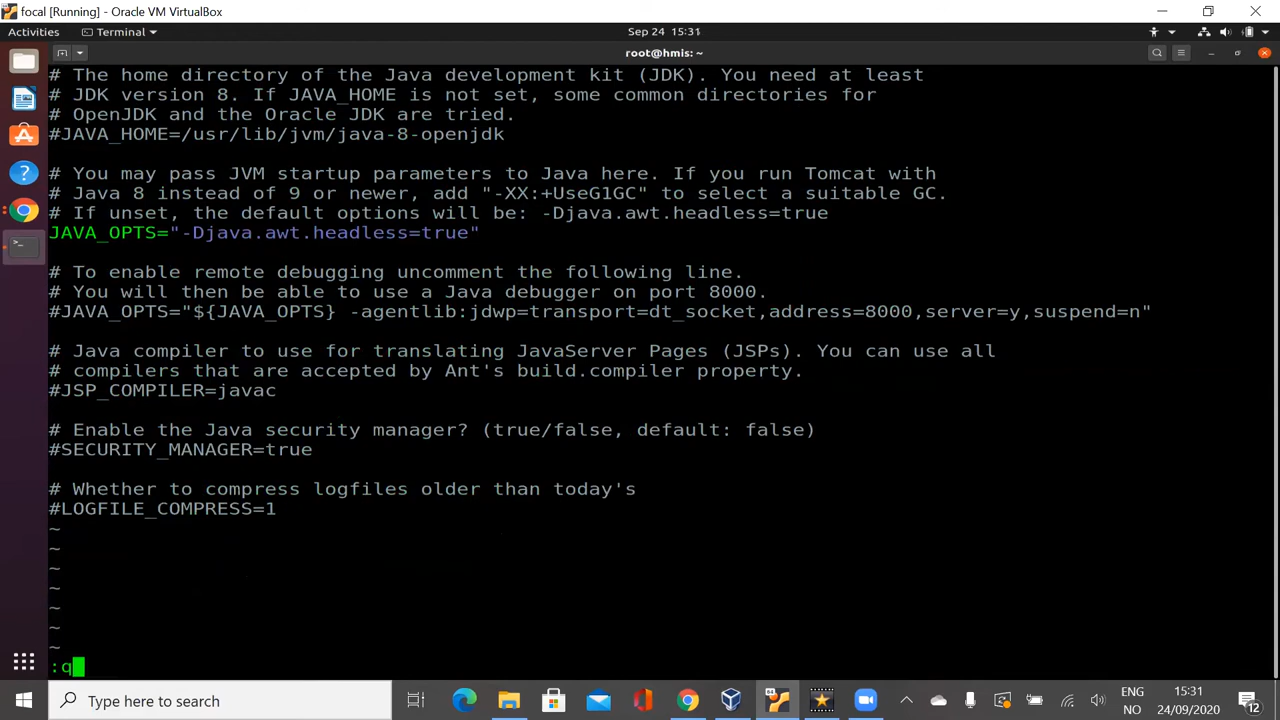 focal [Running] - Oracle VM VirtualBox
Activities
Terminal
Sep 24 15:31
root@hmis: ~
# The home directory of the Java development kit (JDK). You need at least
# JDK version 8. If JAVA_HOME is not set, some common directories for
# OpenJDK and the Oracle JDK are tried.
#JAVA_HOME=/usr/lib/jvm/java-8-openjdk
# You may pass JVM startup parameters to Java here. If you run Tomcat with
# Java 8 instead of 9 or newer, add "-XX:+UseG1GC" to select a suitable GC.
# If unset, the default options will be: -Djava.awt.headless=true
JAVA_OPTS="-Djava.awt.headless=true"
# To enable remote debugging uncomment the following line.
# You will then be able to use a Java debugger on port 8000.
#JAVA_OPTS="${JAVA_OPTS} -agentlib:jdwp=transport=dt_socket,address=8000,server=y,suspend=n"
# Java compiler to use for translating JavaServer Pages (JSPs). You can use all
# compilers that are accepted by Ant's build.compiler property.
#JSP_COMPILER=javac
# Enable the Java security manager? (true/false, default: false)
#SECURITY_MANAGER=true
# Whether to compress logfiles older than today's
#LOGFILE_COMPRESS=1
~
~
~
~
~
~
~
:q
Type here to search
64
ENG
NO
15:31
24/09/2020
12